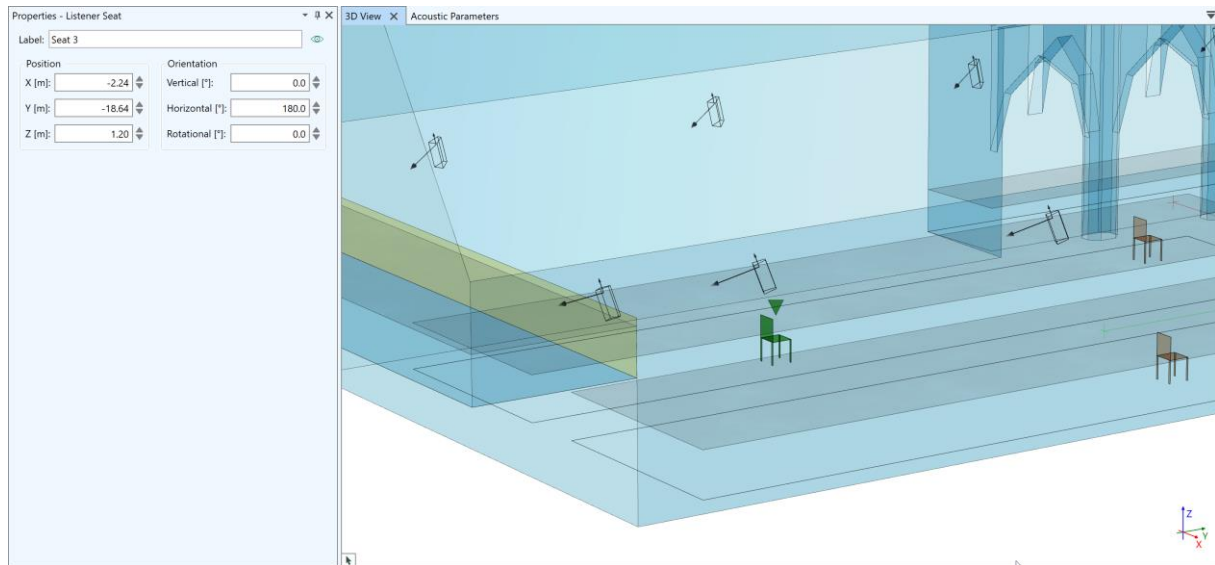 Properties - Listener Seat
Label: Seat 3
Position
X [m]: -2.24
Y [m]: -18.64
Z [m]: 1.20
Orientation
Vertical [°]: 0.0
Horizontal [°]: 180.0
Rotational [°]: 0.0
3D View
Acoustic Parameters
Z
Y
X